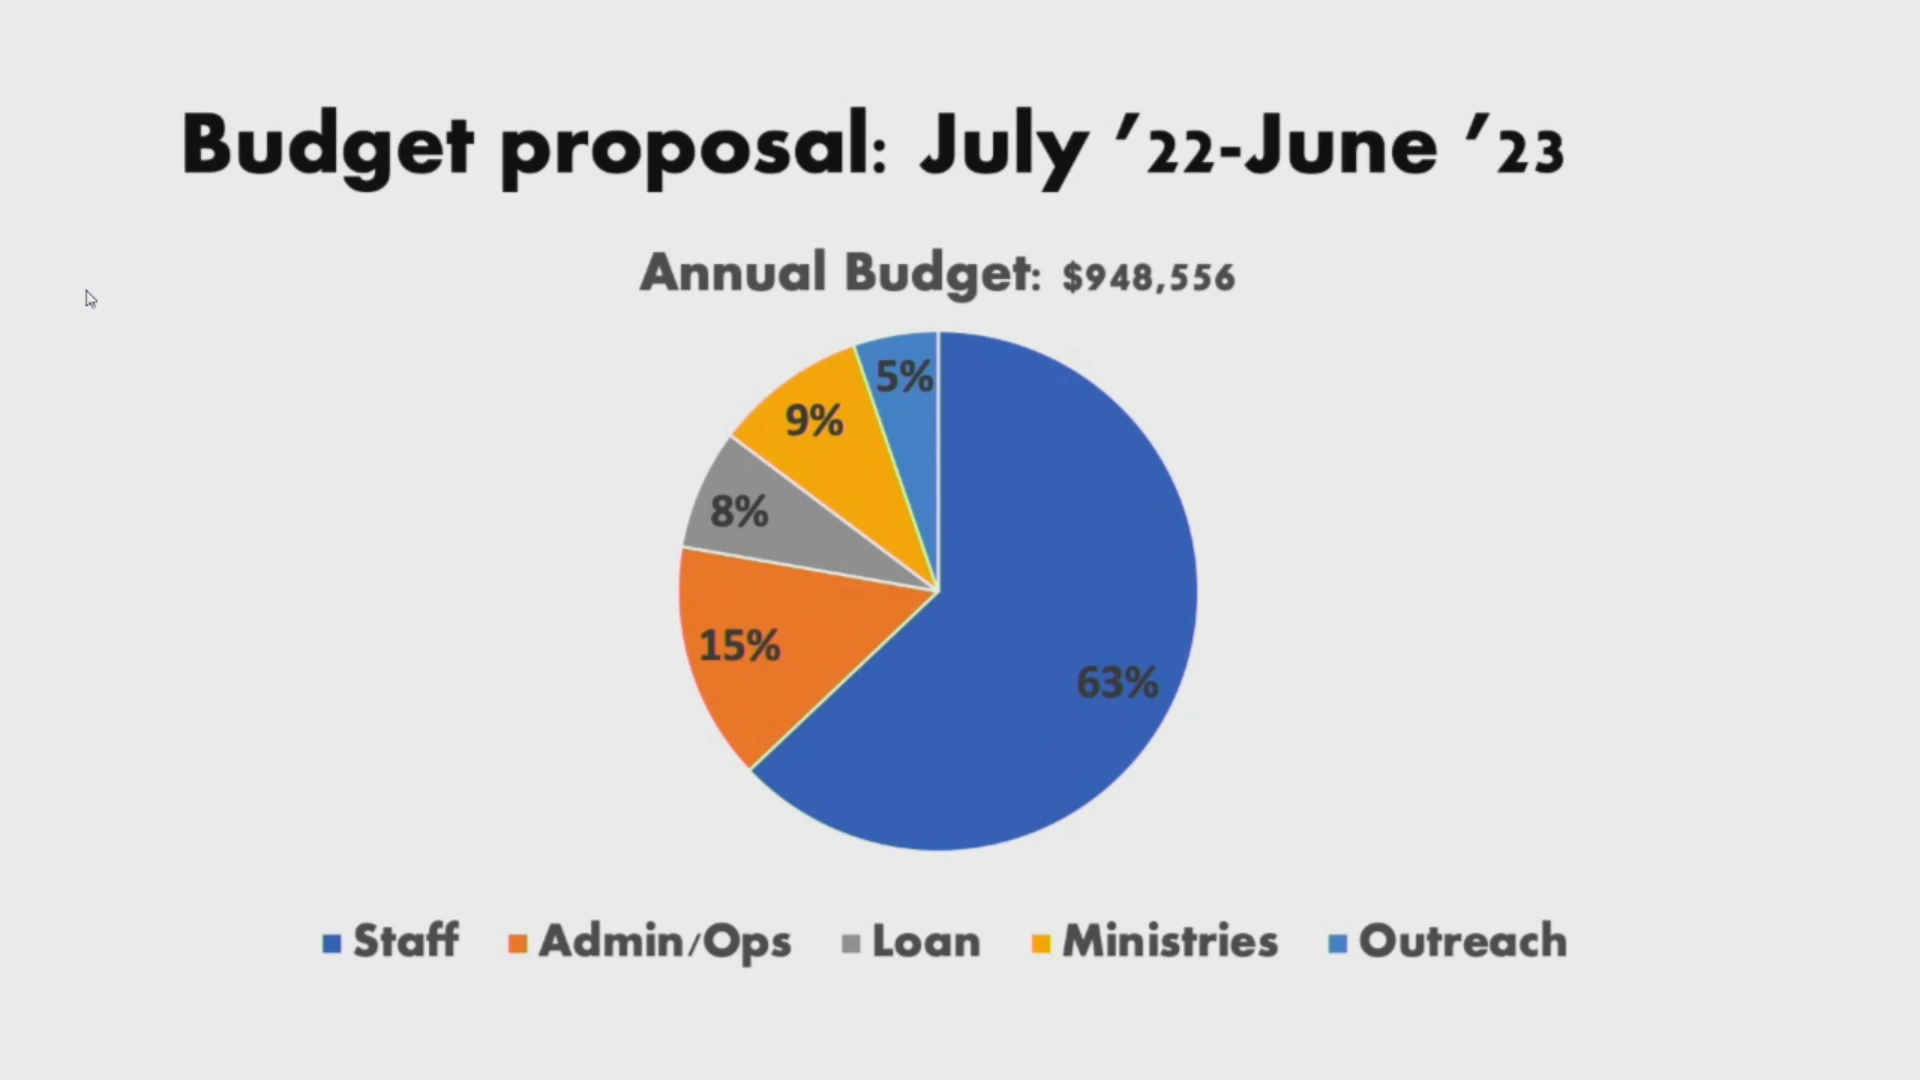 Budget proposal: July ’22-June ’23
Annual Budget: $948,556
5%
9%
8%
15%
63%
Staff Admin/Ops Loan Ministries Outreach